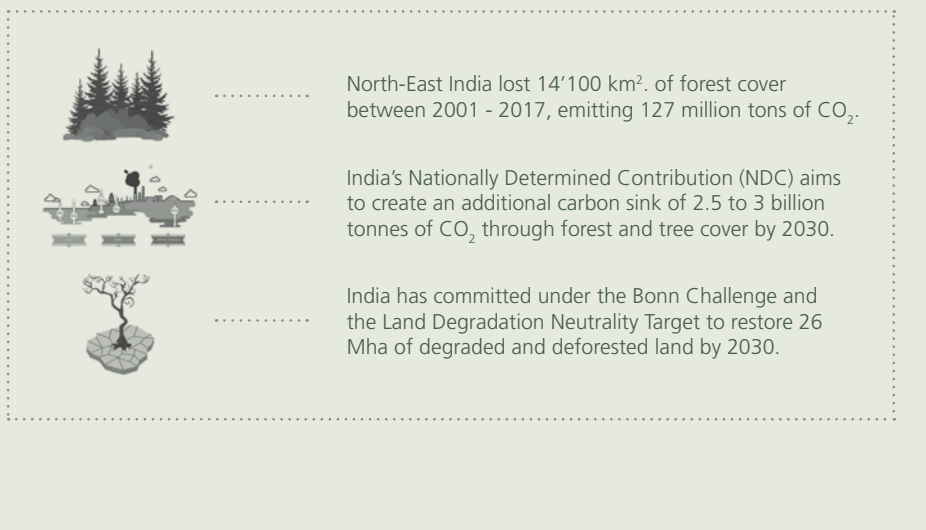 North-East India lost 14’100 km². of forest cover
between 2001 - 2017, emitting 127 million tons of CO₂.
India’s Nationally Determined Contribution (NDC) aims
to create an additional carbon sink of 2.5 to 3 billion
tonnes of CO₂ through forest and tree cover by 2030.
India has committed under the Bonn Challenge and
the Land Degradation Neutrality Target to restore 26
Mha of degraded and deforested land by 2030.